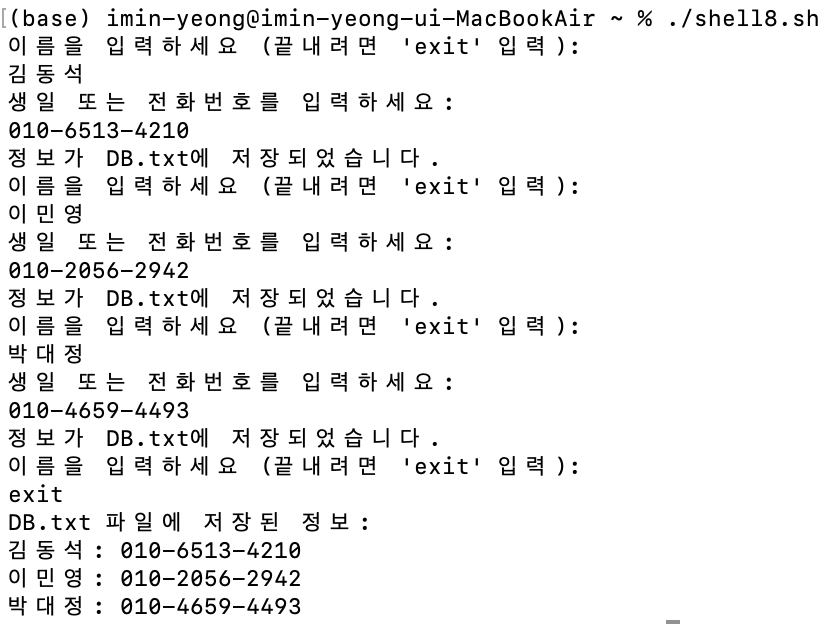 (base) imin-yeong@imin-yeong-ui-MacBookAir ~ % ./shell8.sh
이름을 입력하세요 (끝내려면 'exit' 입력):
김동석
생일 또는 전화번호를 입력하세요:
010-6513-4210
정보가 DB.txt에 저장되었습니다.
이름을 입력하세요 (끝내려면 'exit' 입력):
이민영
생일 또는 전화번호를 입력하세요:
010-2056-2942
정보가 DB.txt에 저장되었습니다.
이름을 입력하세요 (끝내려면 'exit' 입력):
박대정
생일 또는 전화번호를 입력하세요:
010-4659-4493
정보가 DB.txt에 저장되었습니다.
이름을 입력하세요 (끝내려면 'exit' 입력):
exit
DB.txt 파일에 저장된 정보:
김동석: 010-6513-4210
이민영: 010-2056-2942
박대정: 010-4659-4493